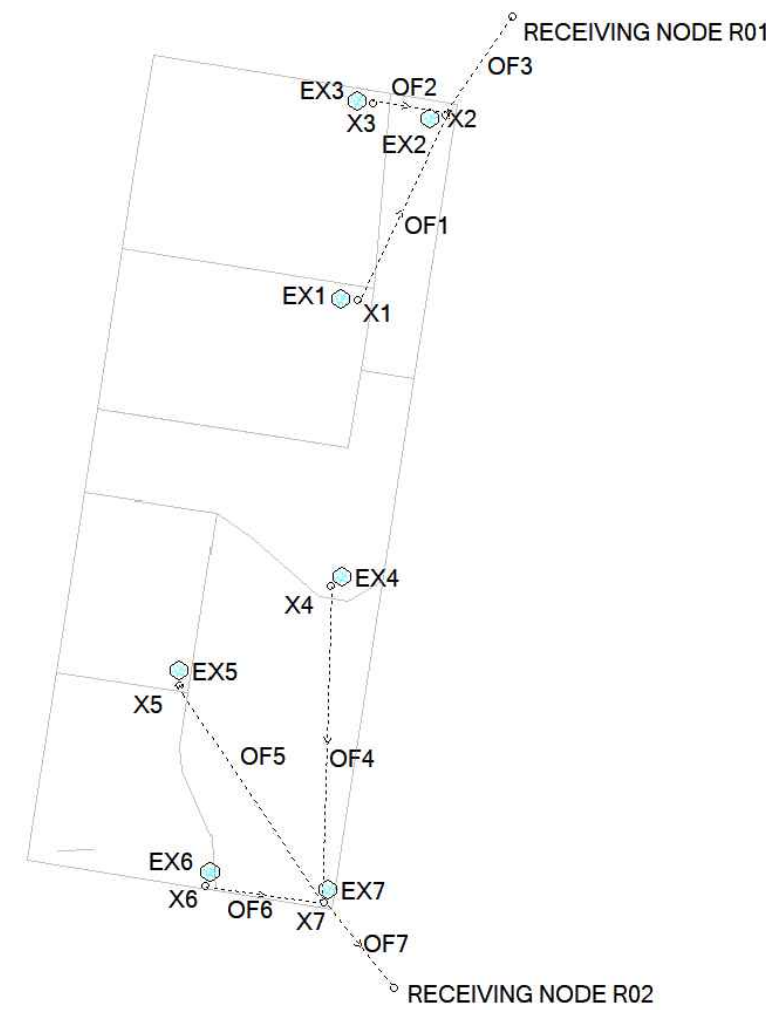 RECEIVING NODE R01
OF3
EX3
OF2
X3
X2
EX2
OF1
EX1
X1
EX4
X4
EX5
X5
OF5
OF4
EX6
X6
OF6
EX7
X7
OF7
RECEIVING NODE R02